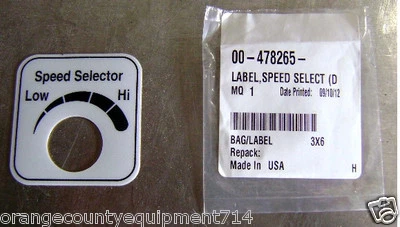 Speed Selector
Low Hi
00-478265-
LABEL,SPEED SELECT (D
MQ 1 Date Printed: 09/10/12
BAG/LABEL 3X6
Repack:
Made In USA H
orangecountyequipment714